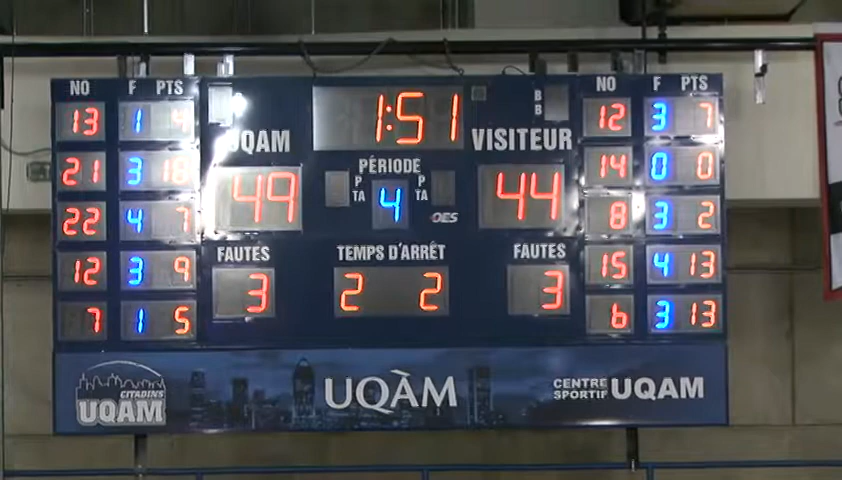 NO F PTS 1:51 B B NO F PTS
13 1 4 UQAM VISITEUR 12 3 7
21 3 18 49 PÉRIODE 44 14 0 0
P TA 4 P TA
22 4 7 OES 8 3 2
12 3 9 FAUTES TEMPS D'ARRÊT FAUTES 15 4 13
7 1 5 3 2 2 3 6 3 13
CITADINS
UQAM
UQÀM
CENTRE SPORTIF UQAM